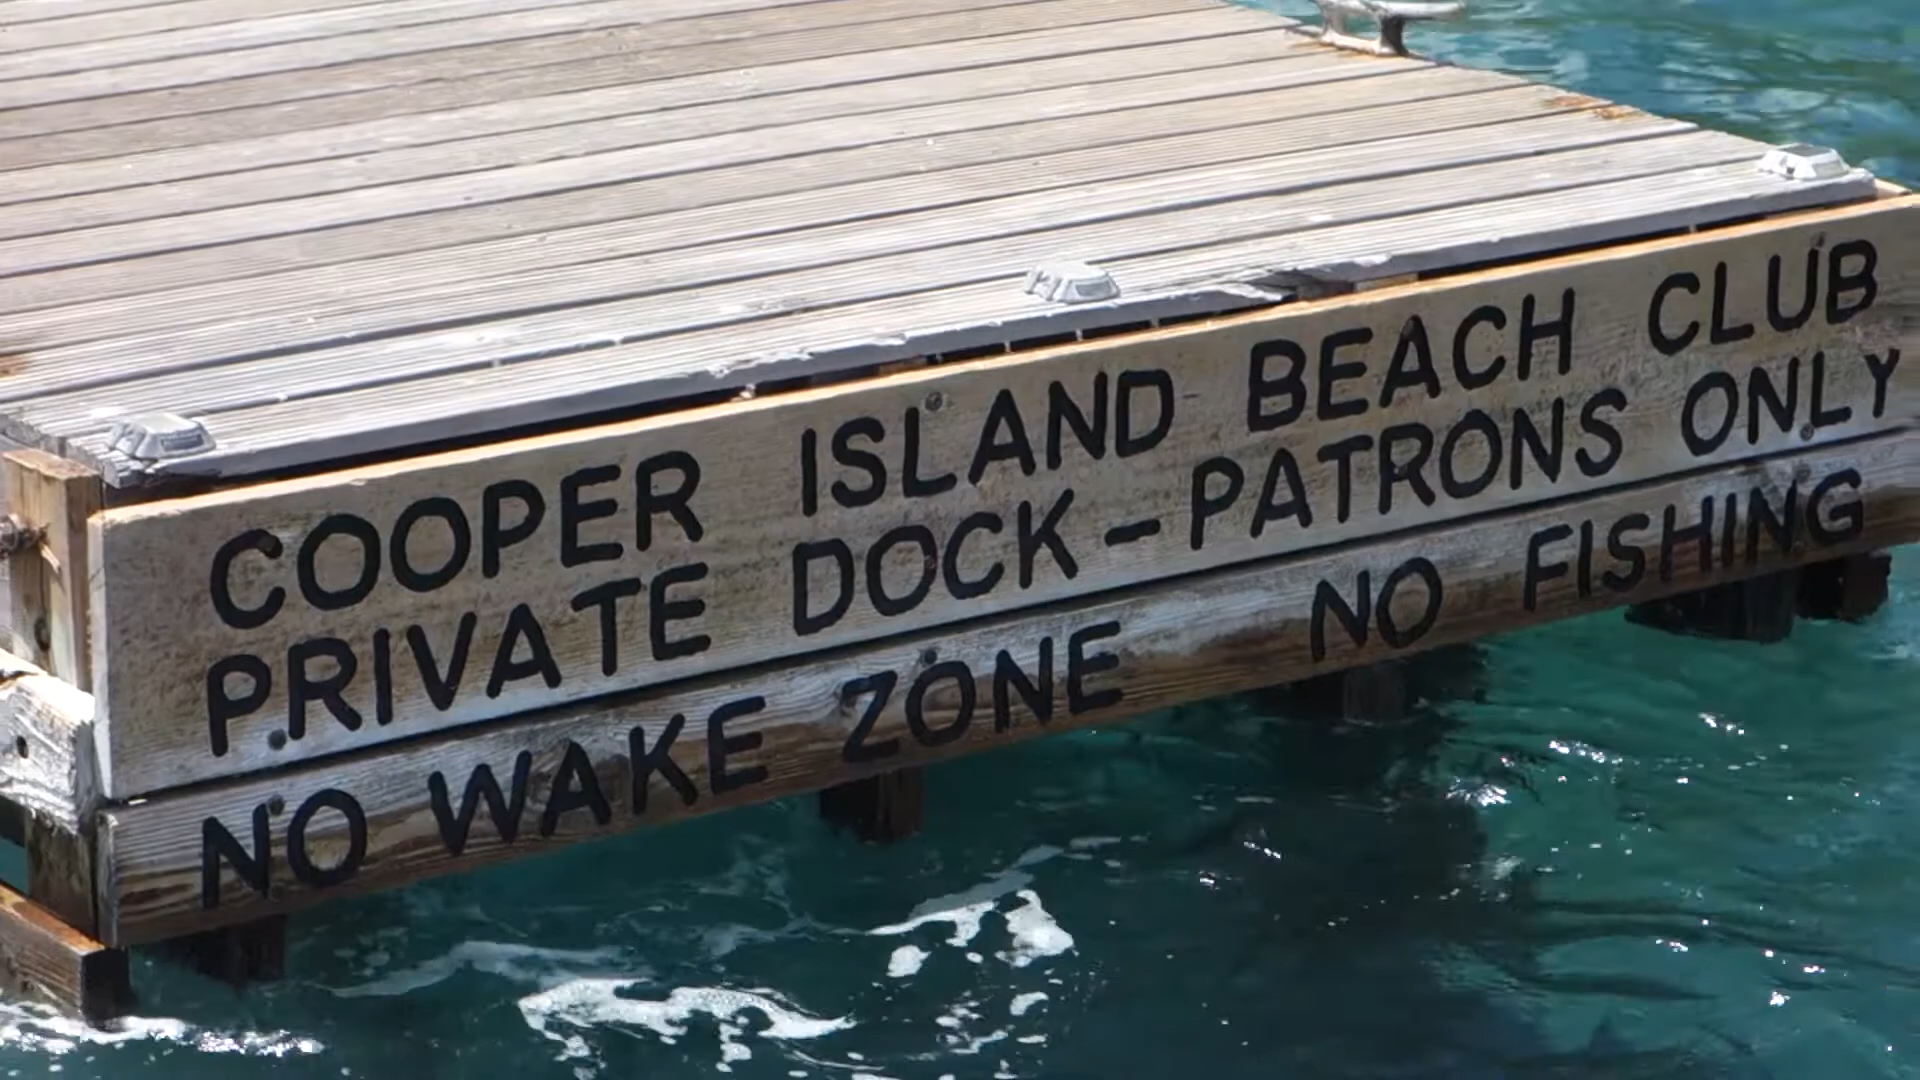 COOPER ISLAND BEACH CLUB
PRIVATE DOCK-PATRONS ONLY
NO WAKE ZONE NO FISHING